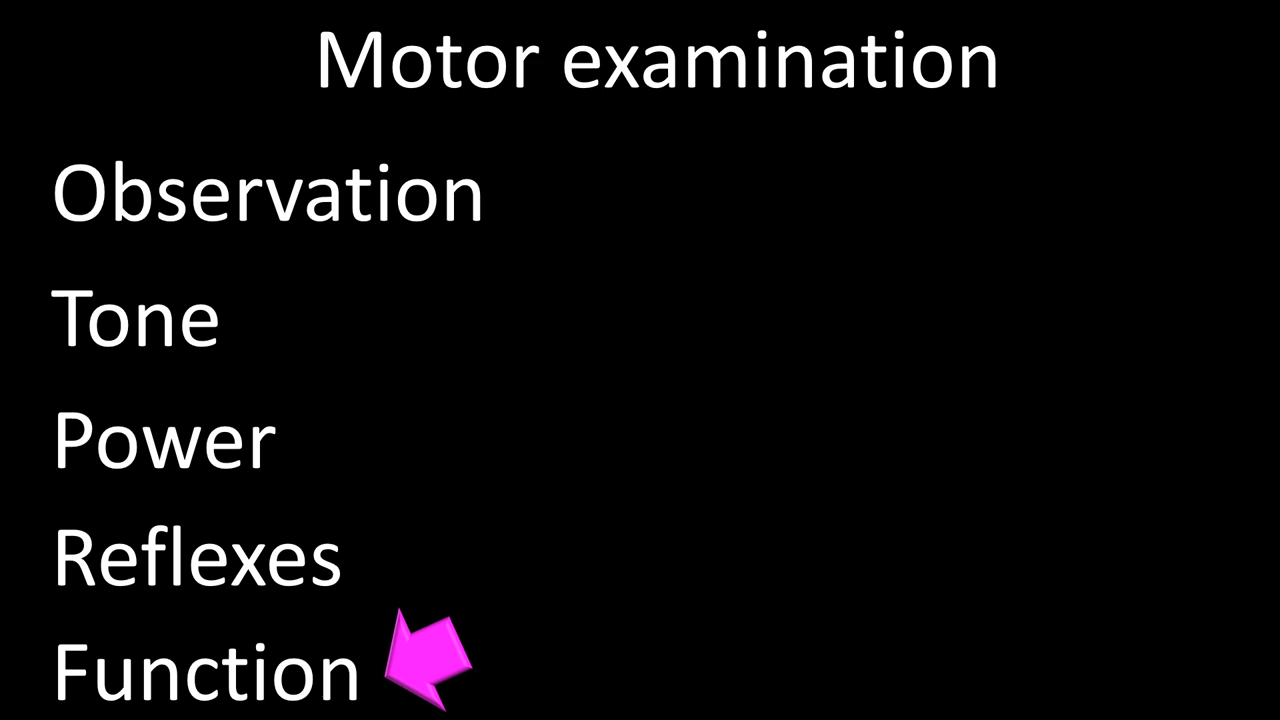 Motor examination
Observation
Tone
Power
Reflexes
Function